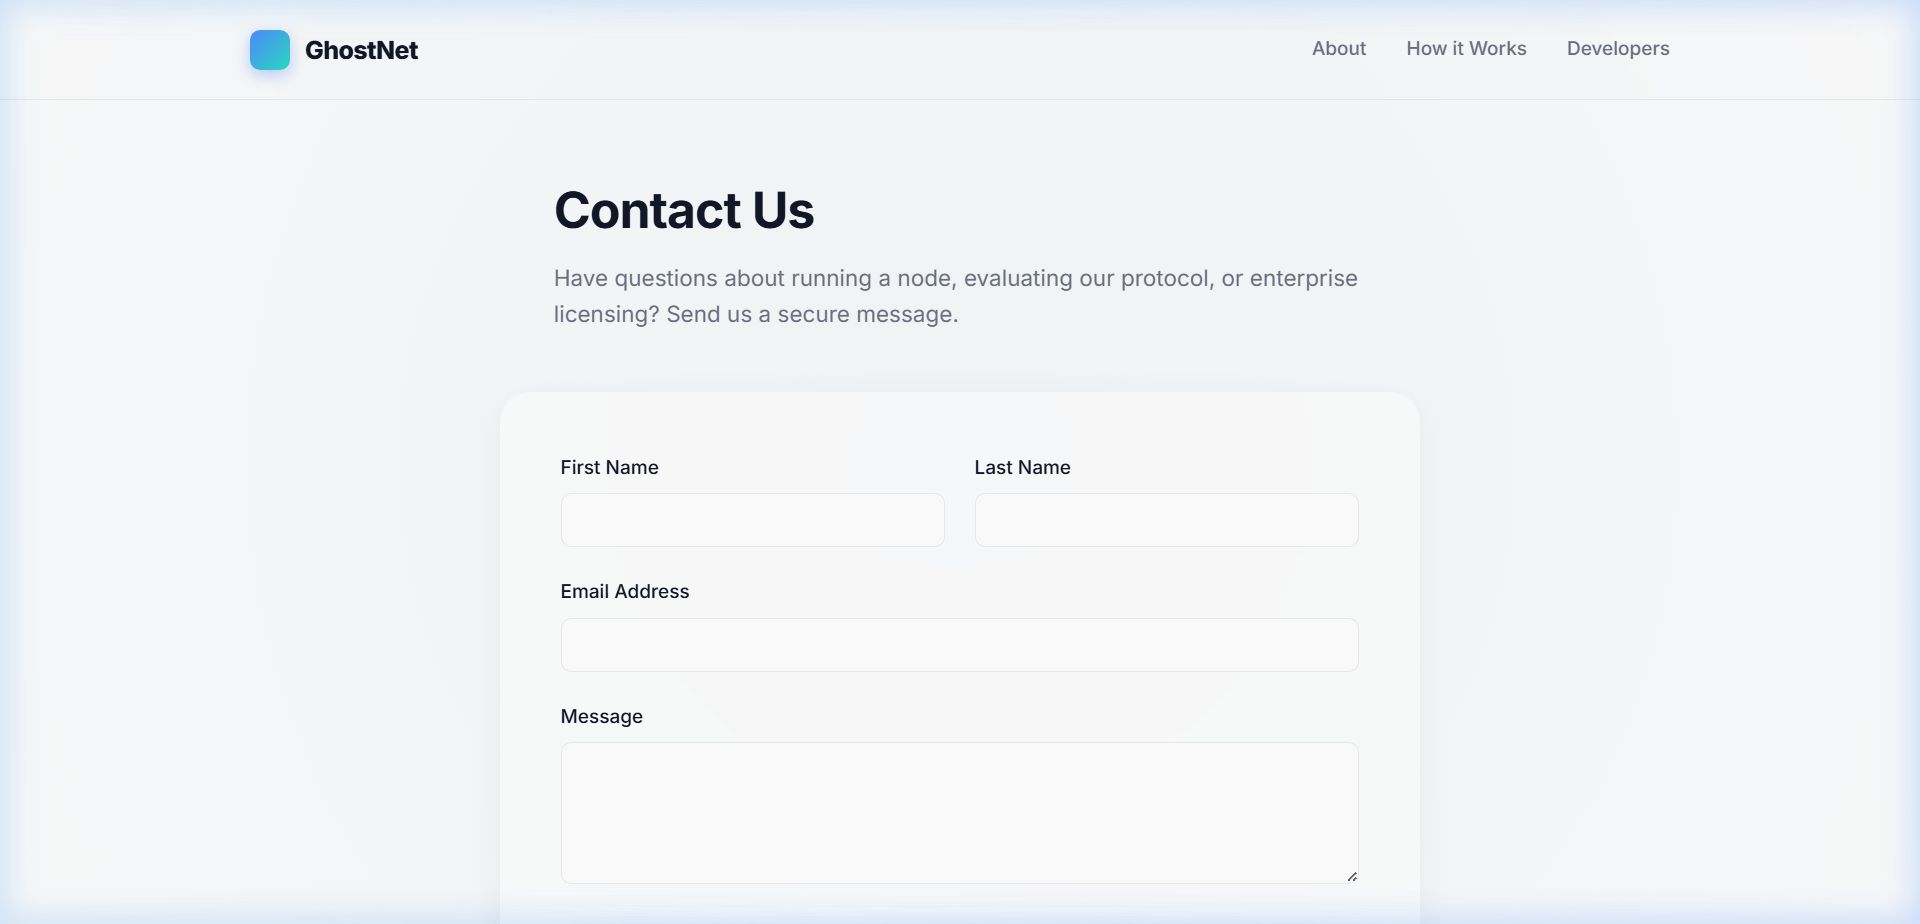 GhostNet
About
How it Works
Developers
Contact Us
Have questions about running a node, evaluating our protocol, or enterprise
licensing? Send us a secure message.
First Name
Last Name
Email Address
Message